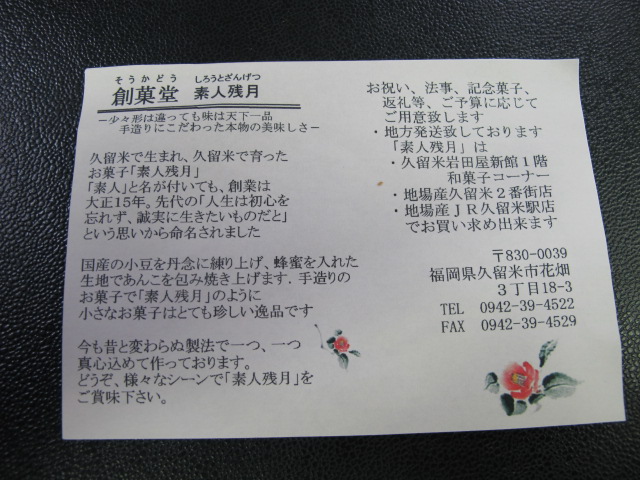 そうかどう しろうとざんげつ
創菓堂 素人残月
－少々形は違っても味は天下一品
手造りにこだわった本物の美味しさ－
久留米で生まれ、久留米で育った
お菓子「素人残月」
「素人」と名が付いても、創業は
大正15年。先代の「人生は初心を
忘れず、誠実に生きたいものだと」
という思いから命名されました
国産の小豆を丹念に練り上げ、蜂蜜を入れた
生地であんこを包み焼き上げます．手造りの
お菓子で「素人残月」のように
小さなお菓子はとても珍しい逸品です
今も昔と変わらぬ製法で一つ、一つ
真心込めて作っております。
どうぞ、様々なシーンで「素人残月」を
ご賞味下さい。
お祝い、法事、記念菓子、
返礼等、ご予算に応じて
ご用意致します
・地方発送致しております
「素人残月」は
・久留米岩田屋新館１階
和菓子コーナー
・地場産久留米２番街店
・地場産ＪＲ久留米駅店
でお買い求め出来ます
〒830-0039
福岡県久留米市花畑
３丁目18-3
TEL 0942-39-4522
FAX 0942-39-4529